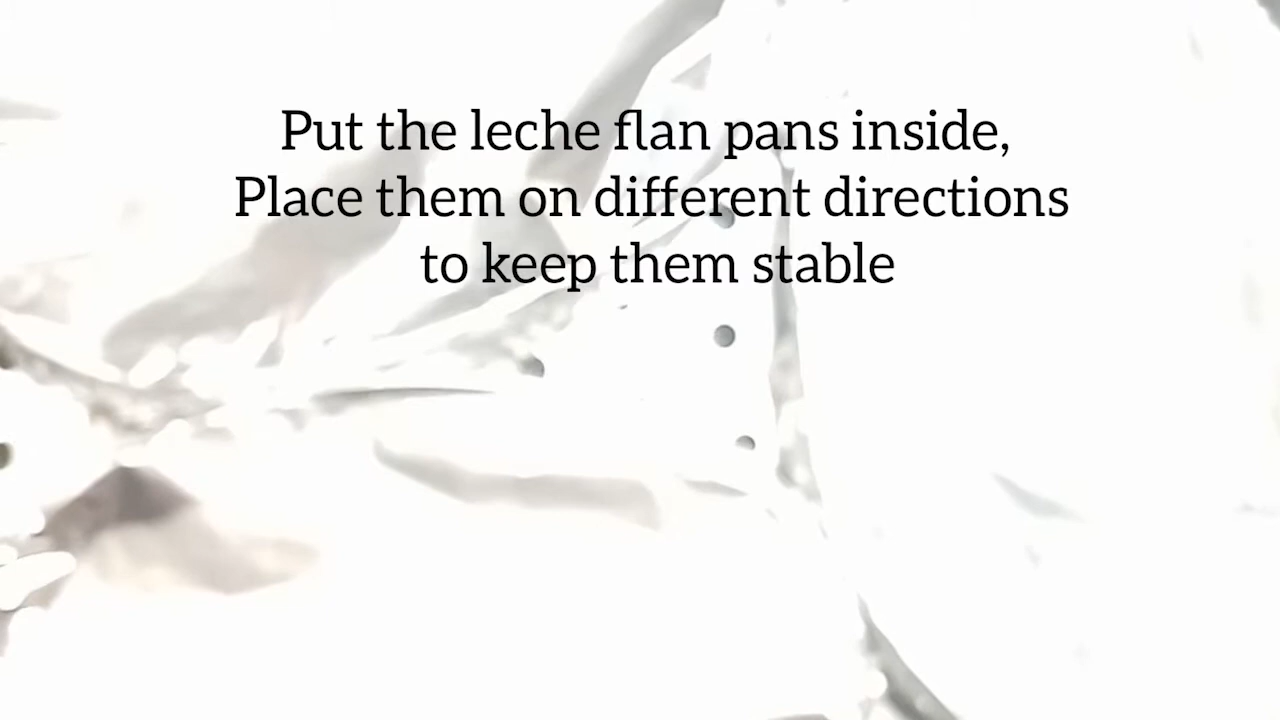 Put the leche flan pans inside,
Place them on different directions
to keep them stable